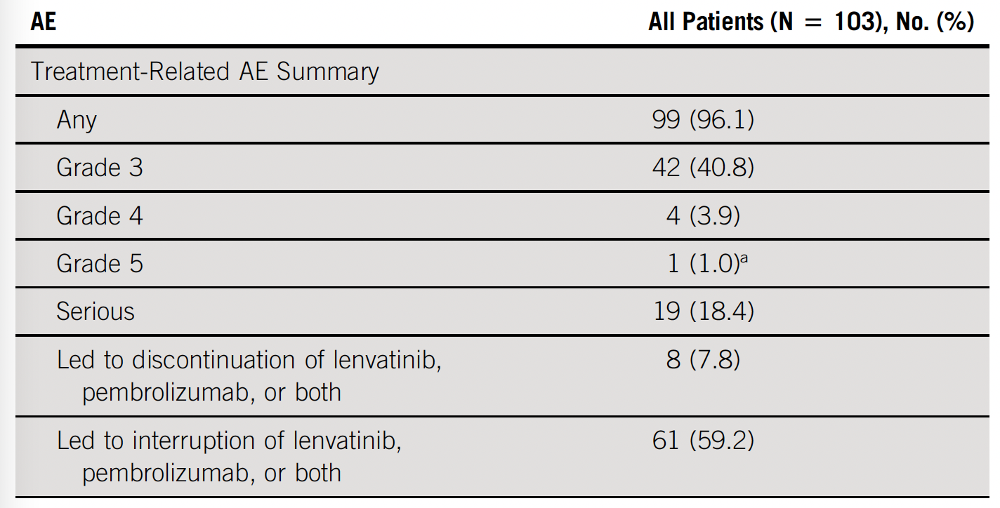 AE All Patients (N = 103), No. (%)
Treatment-Related AE Summary
Any 99 (96.1)
Grade 3 42 (40.8)
Grade 4 4 (3.9)
Grade 5 1 (1.0)ᵃ
Serious 19 (18.4)
Led to discontinuation of lenvatinib, 8 (7.8)
pembrolizumab, or both
Led to interruption of lenvatinib, 61 (59.2)
pembrolizumab, or both